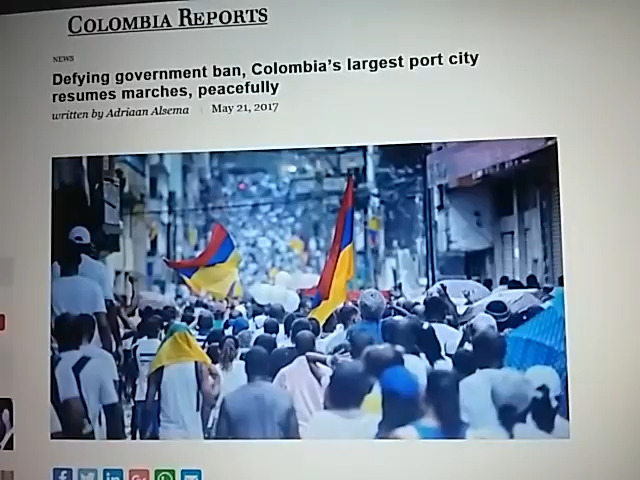 COLOMBIA REPORTS
NEWS
Defying government ban, Colombia's largest port city
resumes marches, peacefully
written by Adriaan Alsema | May 21, 2017